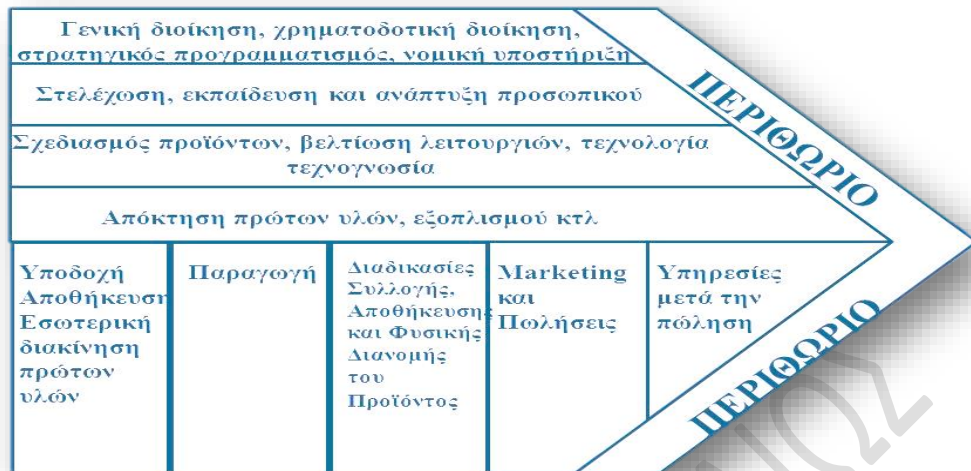 Γενική διοίκηση, χρηματοδοτική διοίκηση,
στρατηγικός προγραμματισμός, νομική υποστήριξη
Στελέχωση, εκπαίδευση και ανάπτυξη προσωπικού
Σχεδιασμός προϊόντων, βελτίωση λειτουργιών, τεχνολογία
τεχνογνωσία
Απόκτηση πρώτων υλών, εξοπλισμού κτλ
ΠΕΡΙΘΩΡΙΟ
Υποδοχή
Αποθήκευση
Εσωτερική
διακίνηση
πρώτων
υλών
Παραγωγή
Διαδικασίες
Συλλογής,
Αποθήκευσης
και Φυσικής
Διανομής
του
Προϊόντος
Marketing
και
Πωλήσεις
Υπηρεσίες
μετά την
πώληση
ΠΕΡΙΘΩΡΙΟ